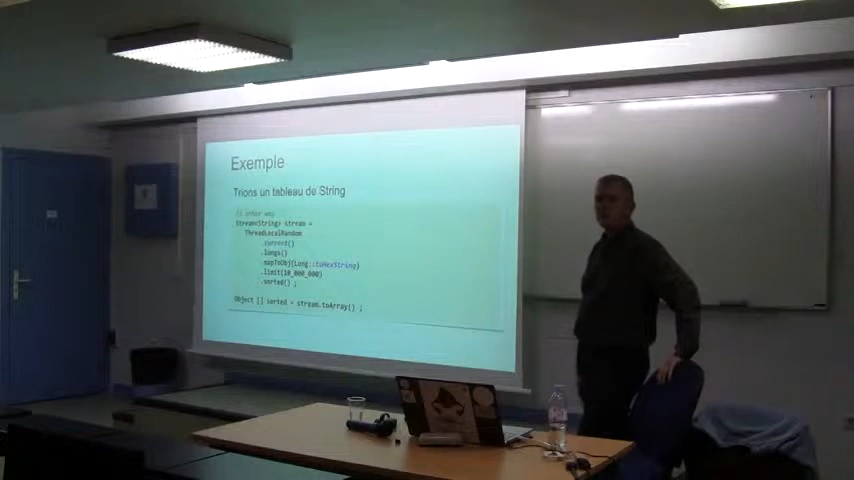 Exemple
Trions un tableau de String
// other way
Stream<String> stream =
ThreadLocalRandom
.current()
.longs()
.mapToObj(Long::toHexString)
.limit(10_000_000)
.sorted() ;
Object [] sorted = stream.toArray() ;